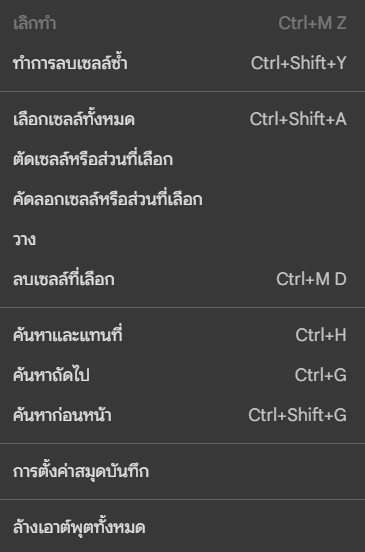 เลิกทำ Ctrl+M Z
ทำการลบเซลล์ซ้ำ Ctrl+Shift+Y
เลือกเซลล์ทั้งหมด Ctrl+Shift+A
ตัดเซลล์หรือส่วนที่เลือก
คัดลอกเซลล์หรือส่วนที่เลือก
วาง
ลบเซลล์ที่เลือก Ctrl+M D
ค้นหาและแทนที่ Ctrl+H
ค้นหาถัดไป Ctrl+G
ค้นหาก่อนหน้า Ctrl+Shift+G
การตั้งค่าสมุดบันทึก
ล้างเอาต์พุตทั้งหมด